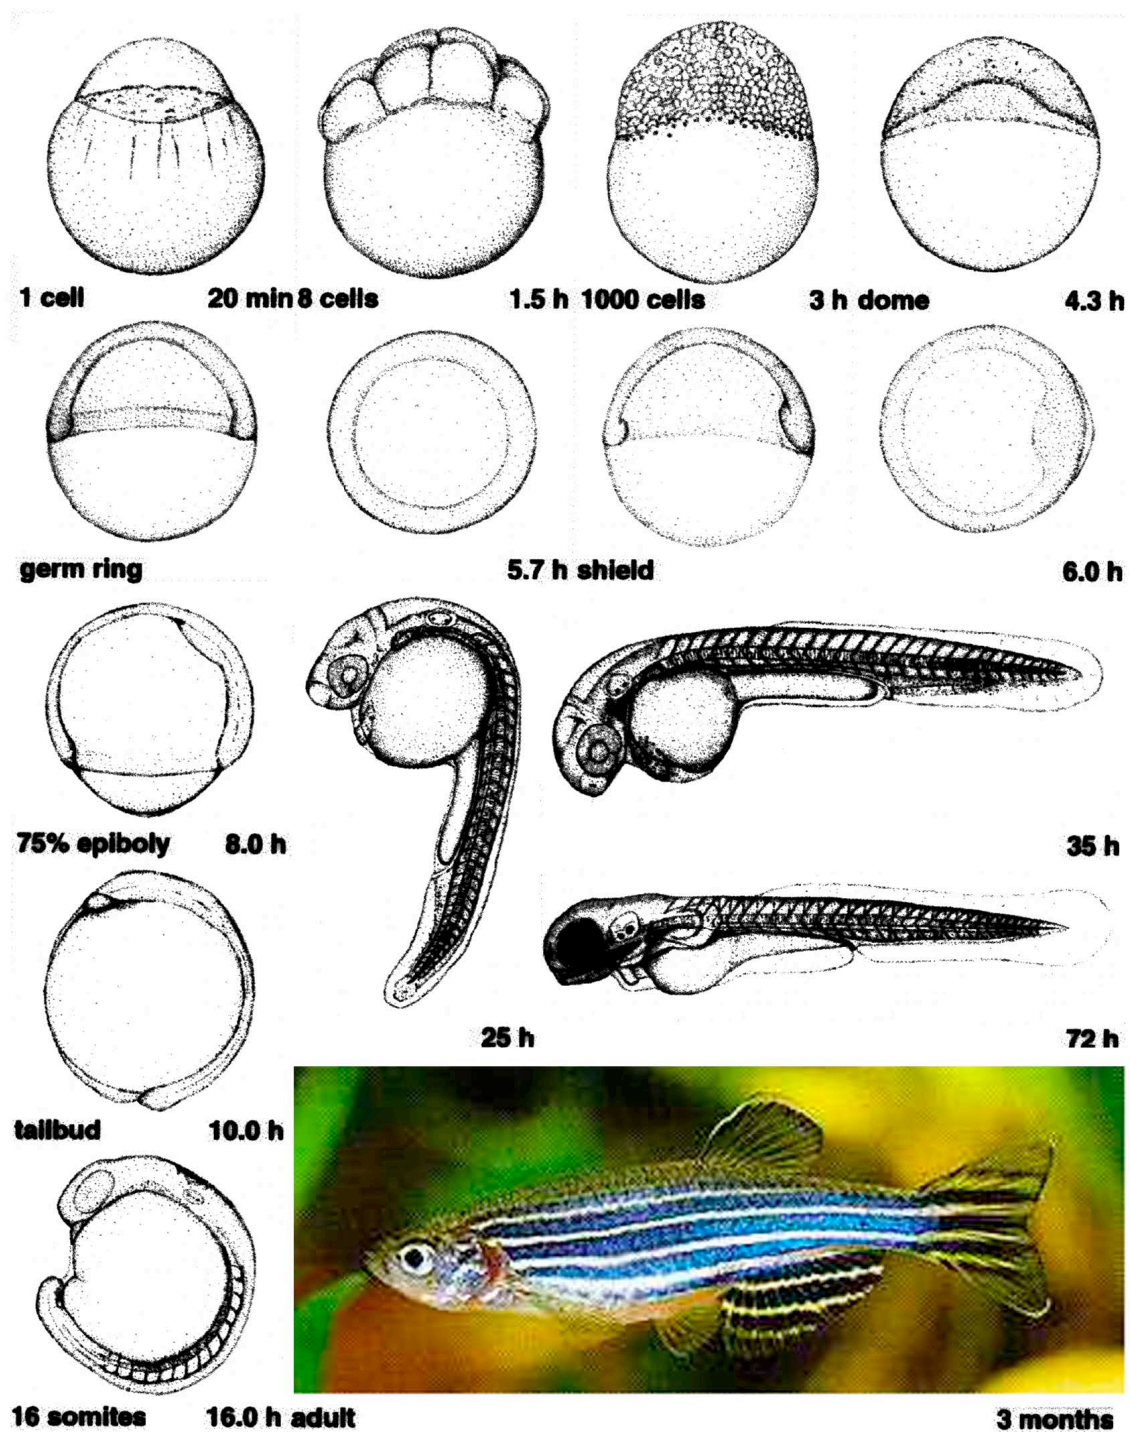 1 cell 20 min 8 cells 1.5 h 1000 cells 3 h dome 4.3 h
germ ring 5.7 h shield 6.0 h
75% epiboly 8.0 h
35 h
25 h
72 h
tailbud 10.0 h
16 somites 16.0 h adult 3 months